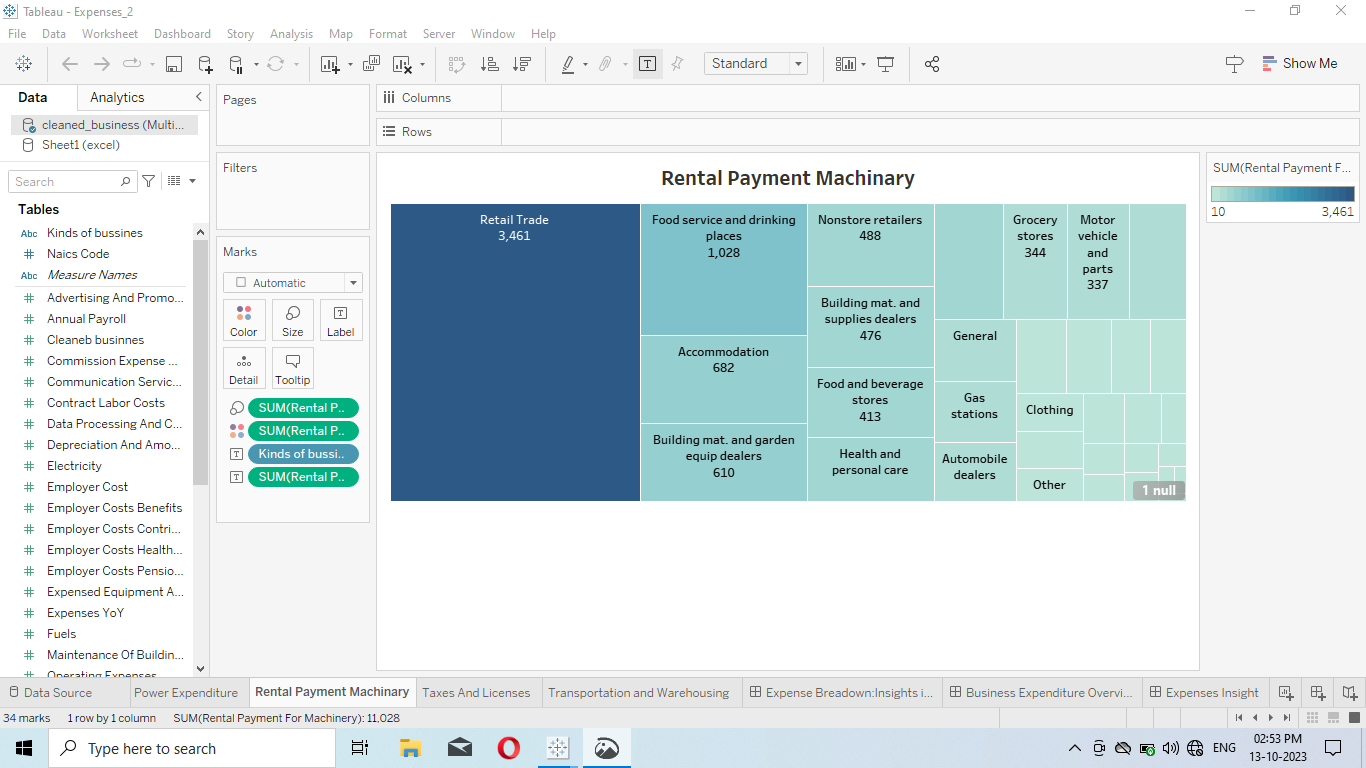 Tableau - Expenses_2
File Data Worksheet Dashboard Story Analysis Map Format Server Window Help
Standard
Show Me
Data Analytics
cleaned_business (Multi...
Sheet1 (excel)
Search
Tables
Abc Kinds of bussines
Naics Code
Abc Measure Names
Advertising And Promo...
Annual Payroll
Cleaneb businnes
Commission Expense ...
Communication Servic...
Contract Labor Costs
Data Processing And C...
Depreciation And Amo...
Electricity
Employer Cost
Employer Costs Benefits
Employer Costs Contri...
Employer Costs Health...
Employer Costs Pensio...
Expensed Equipment A...
Expenses YoY
Fuels
Maintenance Of Buildin...
Operating Expenses
Pages
Filters
Marks
Automatic
Color Size Label
Detail Tooltip
SUM(Rental P..
SUM(Rental P..
Kinds of bussi..
SUM(Rental P..
Columns
Rows
Rental Payment Machinary
Retail Trade
3,461
Food service and drinking
places
1,028
Accommodation
682
Building mat. and garden
equip dealers
610
Nonstore retailers
488
Building mat. and
supplies dealers
476
Food and beverage
stores
413
Health and
personal care
Grocery
stores
344
Motor
vehicle
and
parts
337
General
Gas
stations
Automobile
dealers
Clothing
Other
1 null
SUM(Rental Payment F...
10 3,461
Data Source Power Expenditure Rental Payment Machinary Taxes And Licenses Transportation and Warehousing Expense Breadown:Insights i... Business Expenditure Overvi... Expenses Insight
34 marks 1 row by 1 column SUM(Rental Payment For Machinery): 11,028
Type here to search
ENG
02:53 PM
13-10-2023